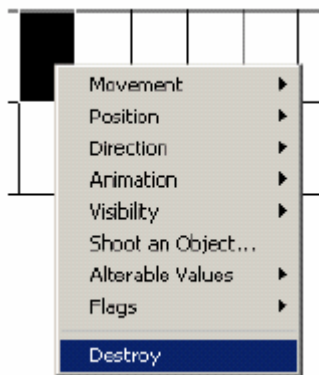 Movement
Position
Direction
Animation
Visibility
Shoot an Object...
Alterable Values
Flags
Destroy